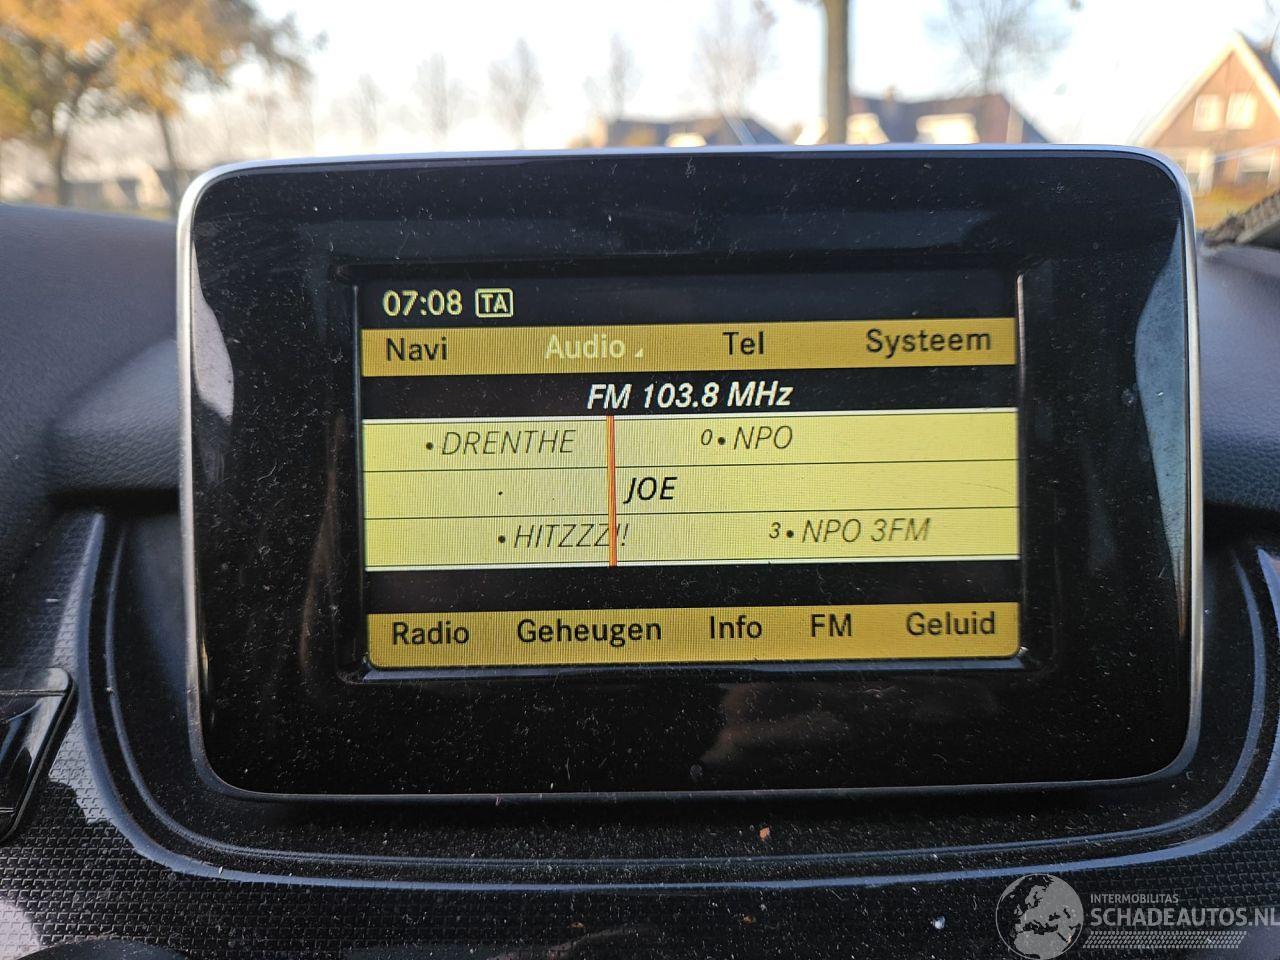 07:08 TA
Navi Audio Tel Systeem
FM 103.8 MHz
•DRENTHE 0•NPO
JOE
•HITZZZ!! 3•NPO 3FM
Radio Geheugen Info FM Geluid
INTERMOBILITAS
SCHADEAUTOS.NL